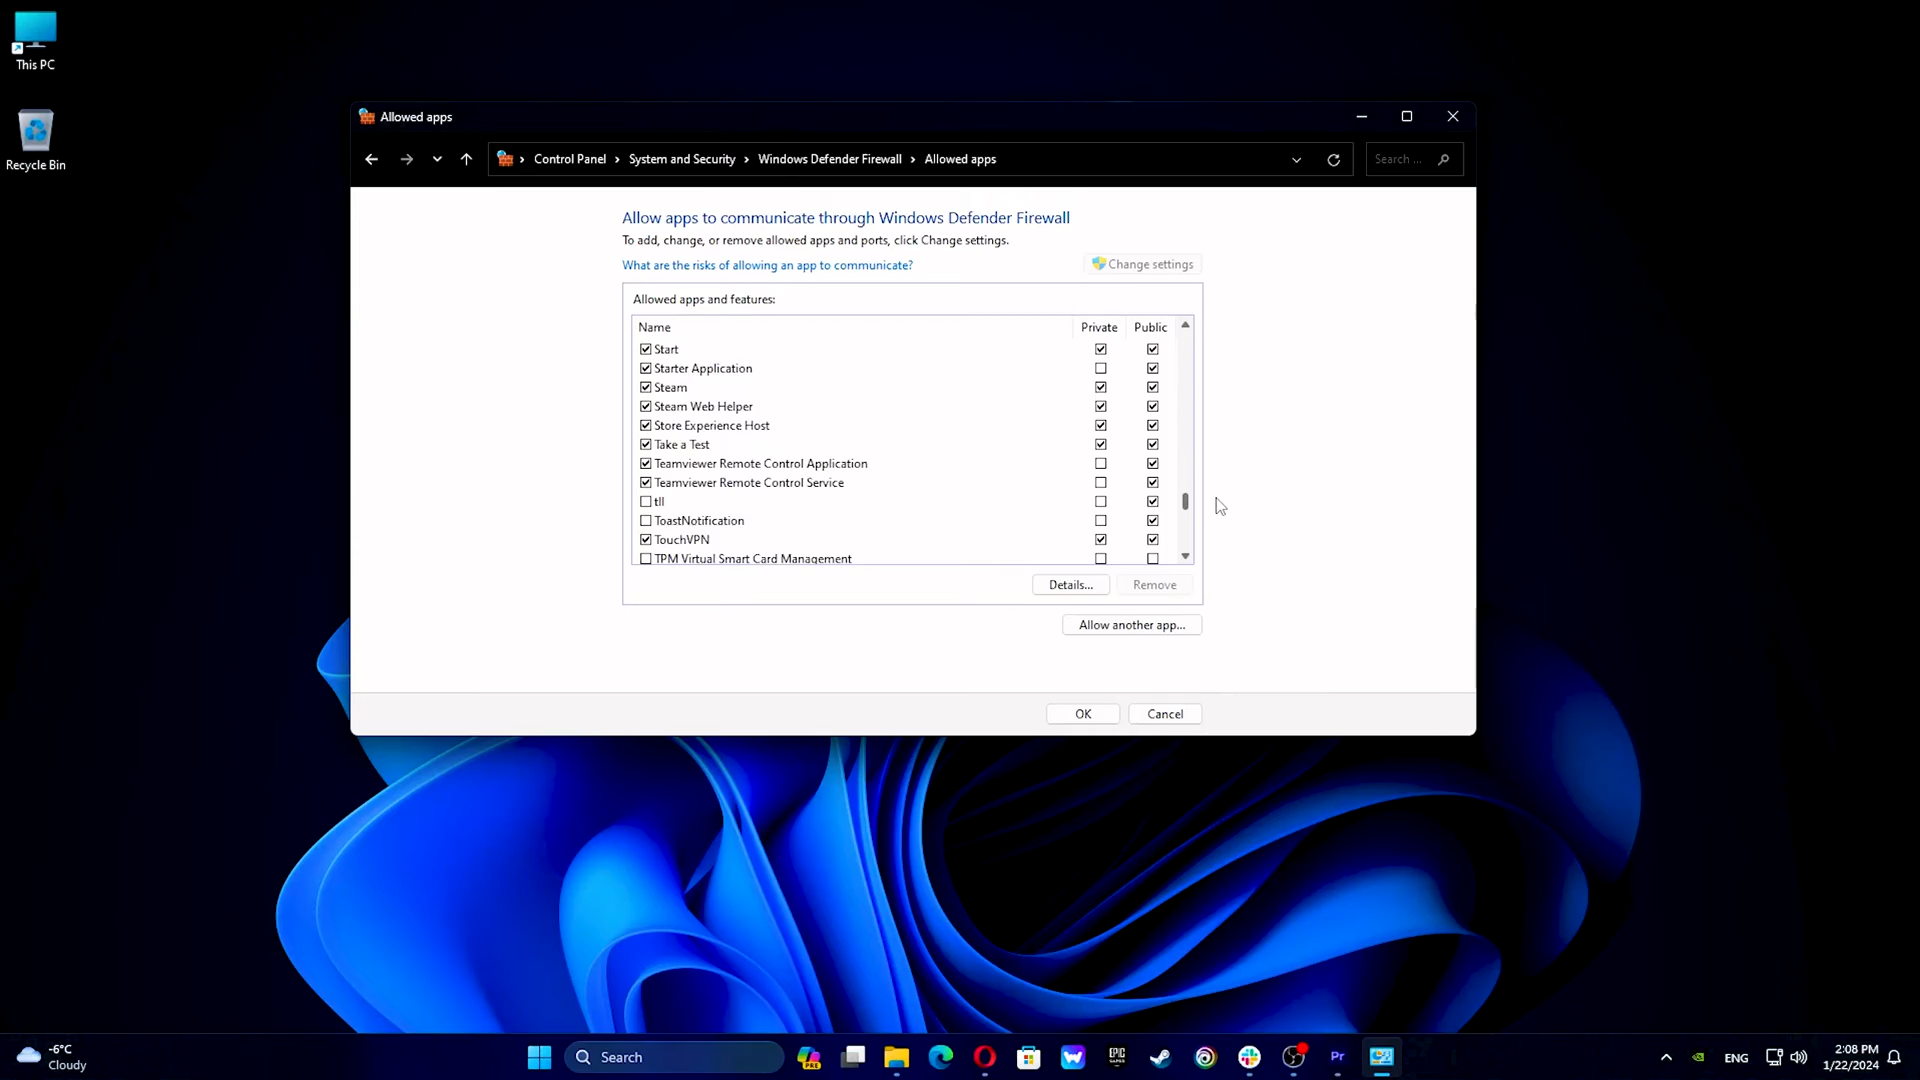 This PC
Recycle Bin
Allowed apps
Control Panel › System and Security › Windows Defender Firewall › Allowed apps
Search ...
Allow apps to communicate through Windows Defender Firewall
To add, change, or remove allowed apps and ports, click Change settings.
What are the risks of allowing an app to communicate?
Change settings
Allowed apps and features:
Name Private Public
Start
Starter Application
Steam
Steam Web Helper
Store Experience Host
Take a Test
Teamviewer Remote Control Application
Teamviewer Remote Control Service
tll
ToastNotification
TouchVPN
TPM Virtual Smart Card Management
Details... Remove
Allow another app...
OK Cancel
-6°C
Cloudy
Search
PRE
EPIC
GAMES
Pr
ENG
2:08 PM
1/22/2024